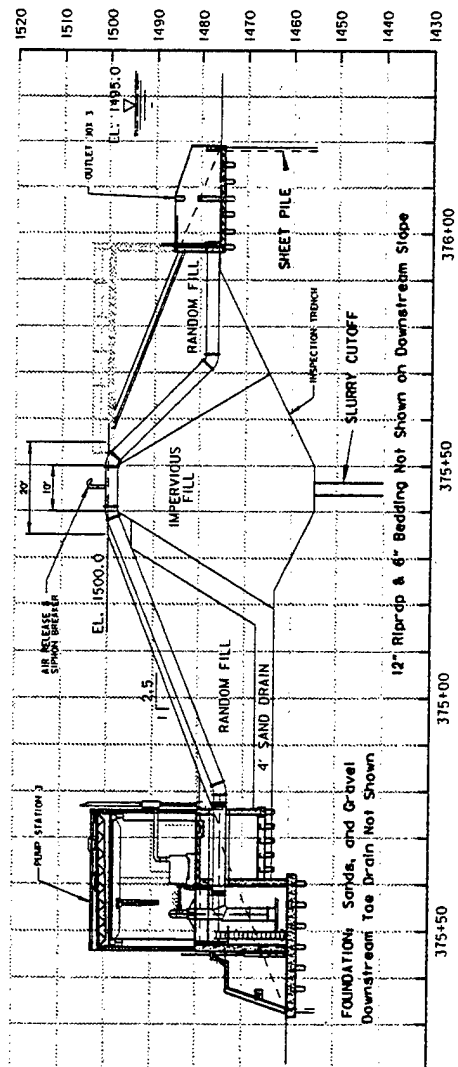 1520
1510
1500
1490
1480
1470
1460
1450
1440
1430
EL. 1495.0
OUTLET BOX 3
SHEET PILE
376+00
RANDOM FILL
INSPECTION TRENCH
SLURRY CUTOFF
20'
10'
IMPERVIOUS
FILL
375+50
AIR RELEASE &
SIPHON BREAKER
EL. 1500.0
12" Riprap & 6" Bedding Not Shown on Downstream Slope
2.5
1
RANDOM FILL
4' SAND DRAIN
375+00
PUMP STATION 3
FOUNDATION: Sands, and Gravel
Downstream Toe Drain Not Shown
375+50